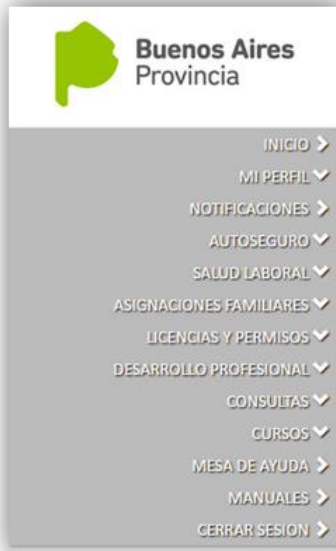 Buenos Aires
Provincia
INICIO
MI PERFIL
NOTIFICACIONES
AUTOSEGURO
SALUD LABORAL
ASIGNACIONES FAMILIARES
LICENCIAS Y PERMISOS
DESARROLLO PROFESIONAL
CONSULTAS
CURSOS
MESA DE AYUDA
MANUALES
CERRAR SESION